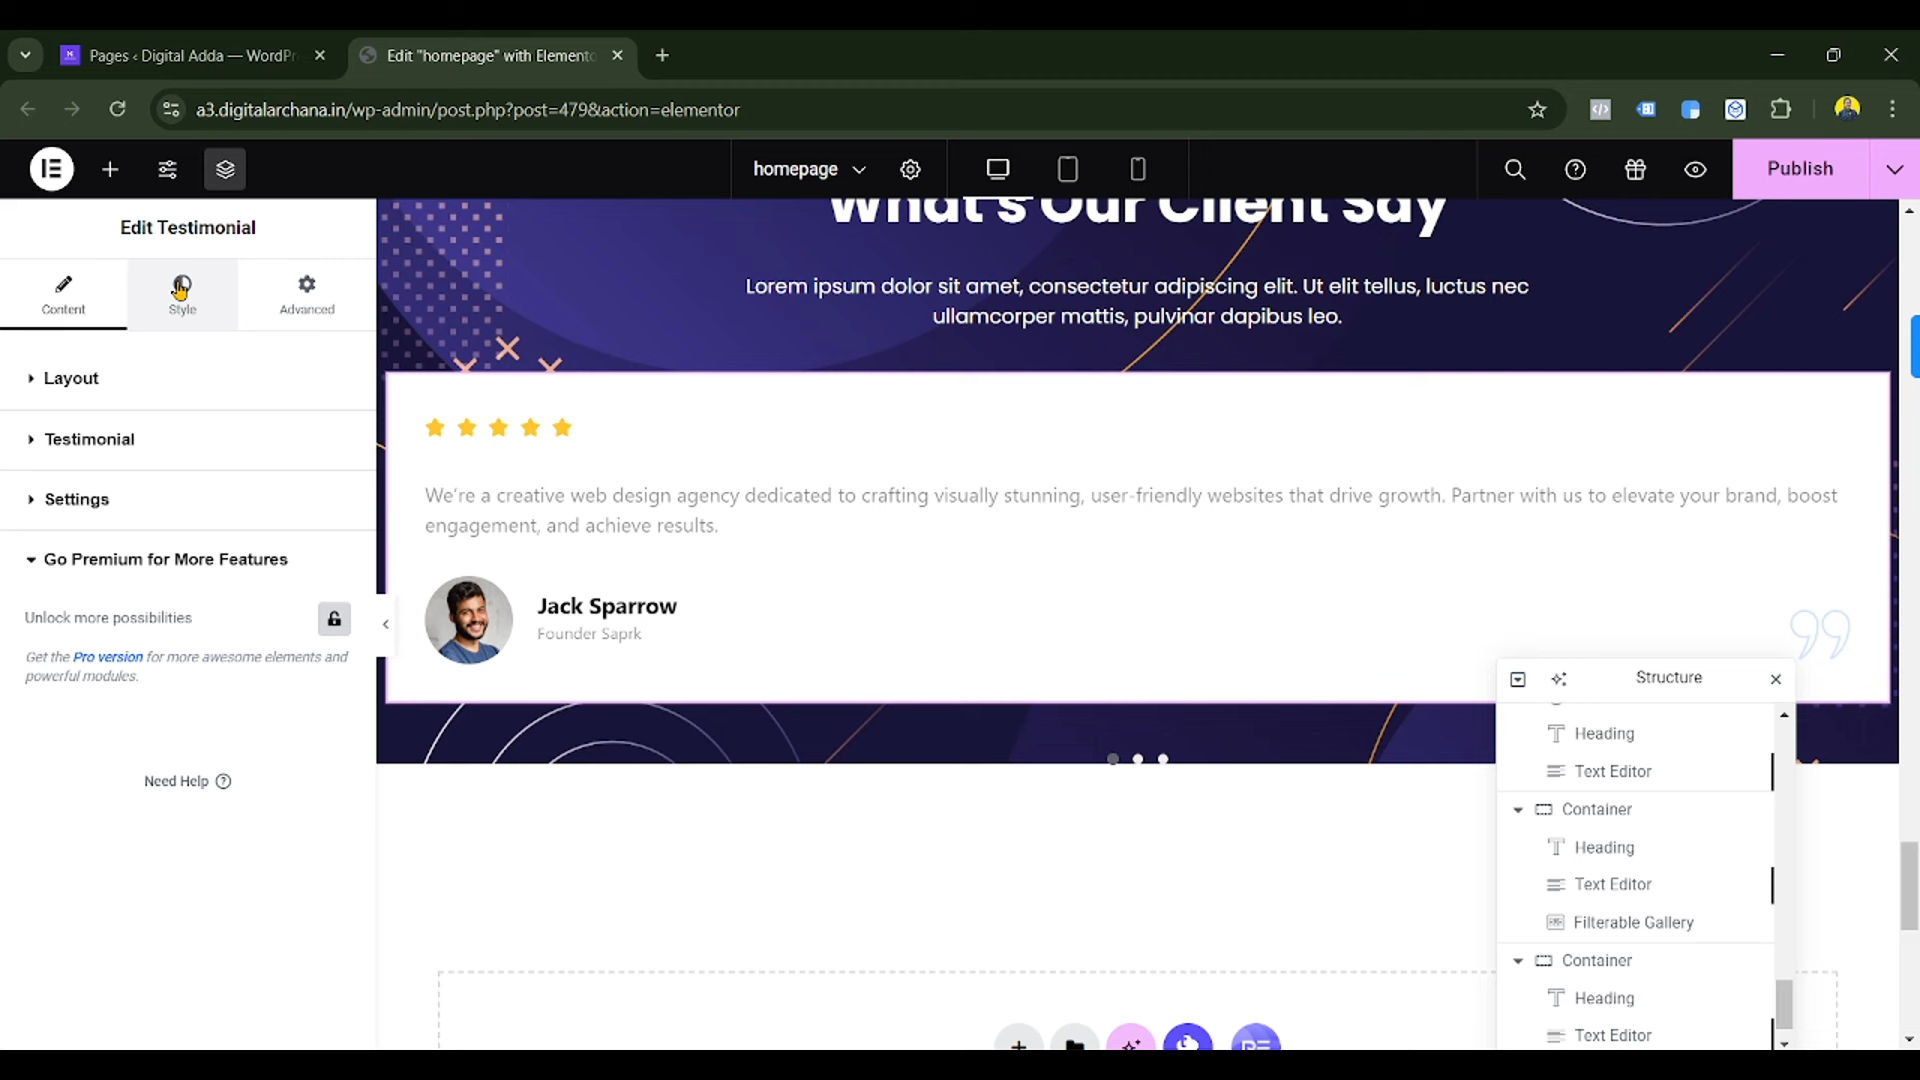 Pages ‹ Digital Adda — WordPr
Edit "homepage" with Elemento
a3.digitalarchana.in/wp-admin/post.php?post=479&action=elementor
homepage
Publish
Edit Testimonial
Content
Style
Advanced
Layout
Testimonial
Settings
Go Premium for More Features
Unlock more possibilities
Get the Pro version for more awesome elements and
powerful modules.
Need Help
What's Our Client Say
Lorem ipsum dolor sit amet, consectetur adipiscing elit. Ut elit tellus, luctus nec
ullamcorper mattis, pulvinar dapibus leo.
We're a creative web design agency dedicated to crafting visually stunning, user-friendly websites that drive growth. Partner with us to elevate your brand, boost
engagement, and achieve results.
Jack Sparrow
Founder Saprk
Structure
Heading
Text Editor
Container
Heading
Text Editor
Filterable Gallery
Container
Heading
Text Editor